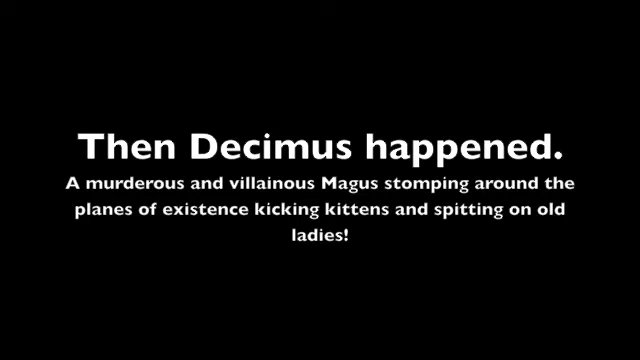 Then Decimus happened.
A murderous and villainous Magus stomping around the
planes of existence kicking kittens and spitting on old
ladies!